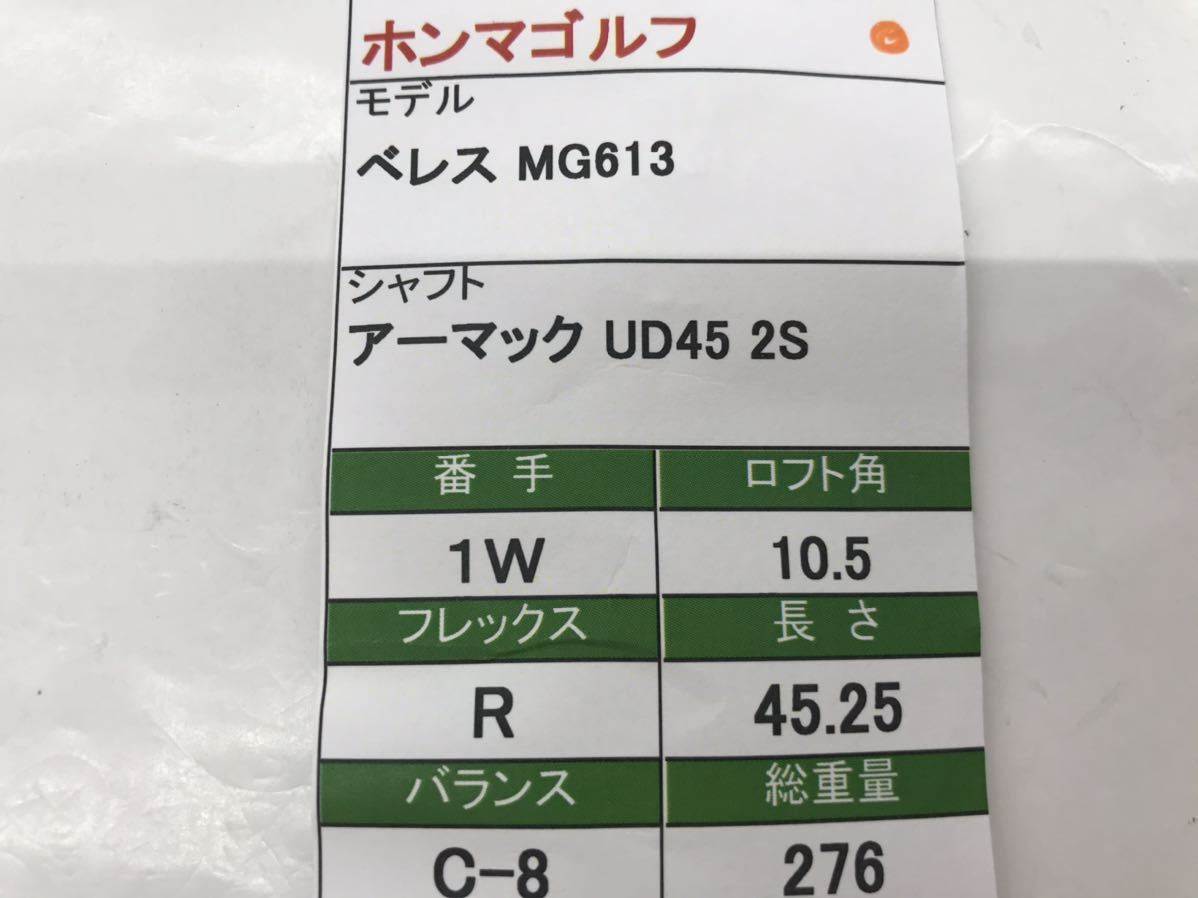 ホンマゴルフ
モデル
ベレス MG613
シャフト
アーマック UD45 2S
番手 ロフト角
1W 10.5
フレックス 長さ
R 45.25
バランス 総重量
C-8 276